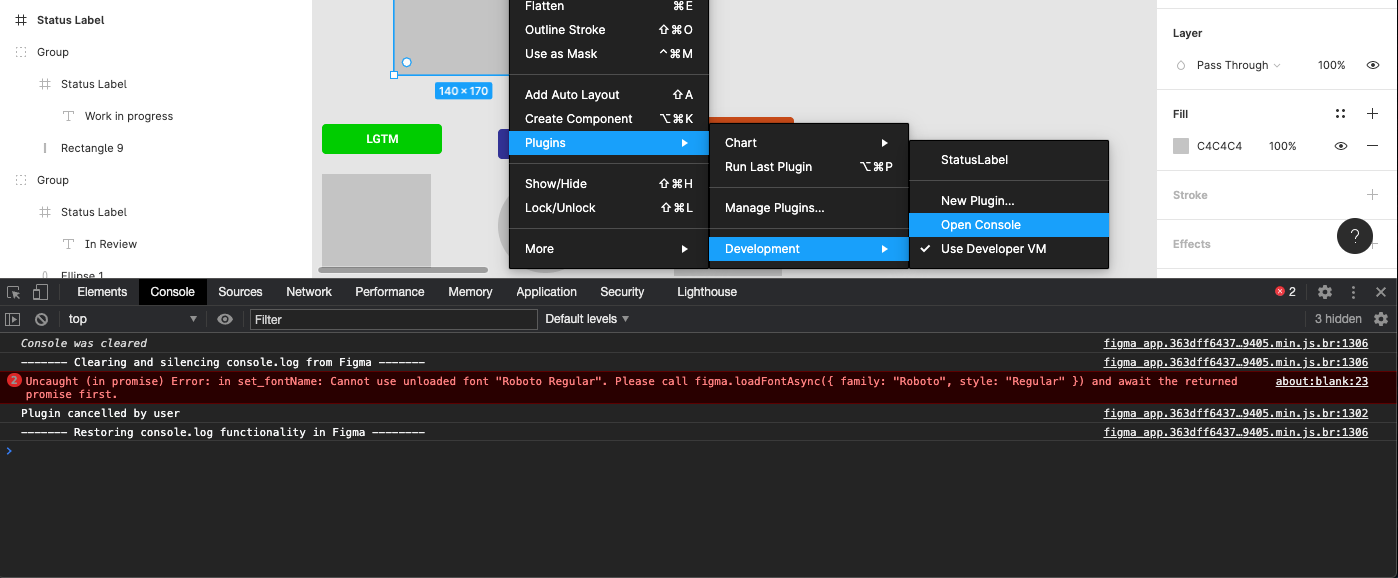 Status Label
Group
Status Label
Work in progress
Rectangle 9
Group
Status Label
In Review
Ellipse 1
140 × 170
LGTM
Flatten ⌘E
Outline Stroke ⇧⌘O
Use as Mask ^⌘M
Add Auto Layout ⇧A
Create Component ⌥⌘K
Plugins
Show/Hide ⇧⌘H
Lock/Unlock ⇧⌘L
More
Chart
Run Last Plugin ⌥⌘P
Manage Plugins...
Development
StatusLabel
New Plugin...
Open Console
Use Developer VM
Layer
Pass Through 100%
Fill
C4C4C4 100%
Stroke
Effects
?
Elements Console Sources Network Performance Memory Application Security Lighthouse 2
top Filter Default levels 3 hidden
Console was cleared figma_app.363dff6437…9405.min.js.br:1306
------- Clearing and silencing console.log from Figma ------- figma_app.363dff6437…9405.min.js.br:1306
2 Uncaught (in promise) Error: in set_fontName: Cannot use unloaded font "Roboto Regular". Please call figma.loadFontAsync({ family: "Roboto", style: "Regular" }) and await the returned about:blank:23
promise first.
Plugin cancelled by user figma_app.363dff6437…9405.min.js.br:1302
------- Restoring console.log functionality in Figma -------- figma_app.363dff6437…9405.min.js.br:1306